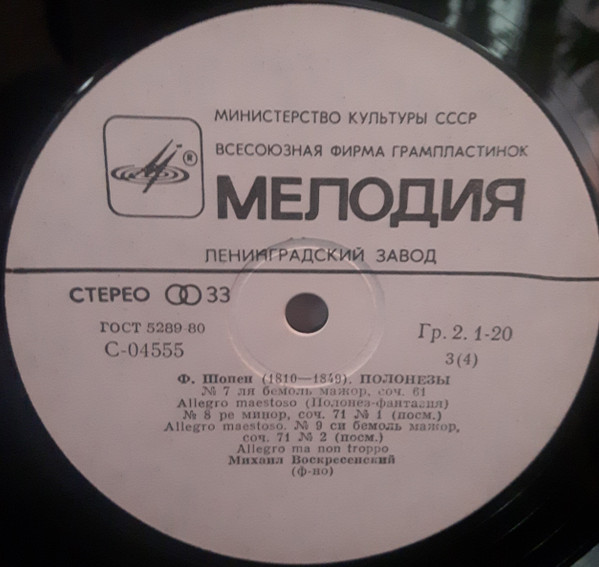 МИНИСТЕРСТВО КУЛЬТУРЫ СССР
ВСЕСОЮЗНАЯ ФИРМА ГРАМПЛАСТИНОК
®
МЕЛОДИЯ
ЛЕНИНГРАДСКИЙ ЗАВОД
СТЕРЕО 33
ГОСТ 5289-80
Гр. 2. 1-20
С-04555
3(4)
Ф. Шопен (1810—1849). ПОЛОНЕЗЫ
№ 7 ля бемоль мажор, соч. 61
Allegro maestoso (Полонез-фантазия)
№ 8 ре минор, соч. 71 № 1 (посм.)
Allegro maestoso. № 9 си бемоль мажор,
соч. 71 № 2 (посм.)
Allegro ma non troppo
Михаил Воскресенский
(ф-но)